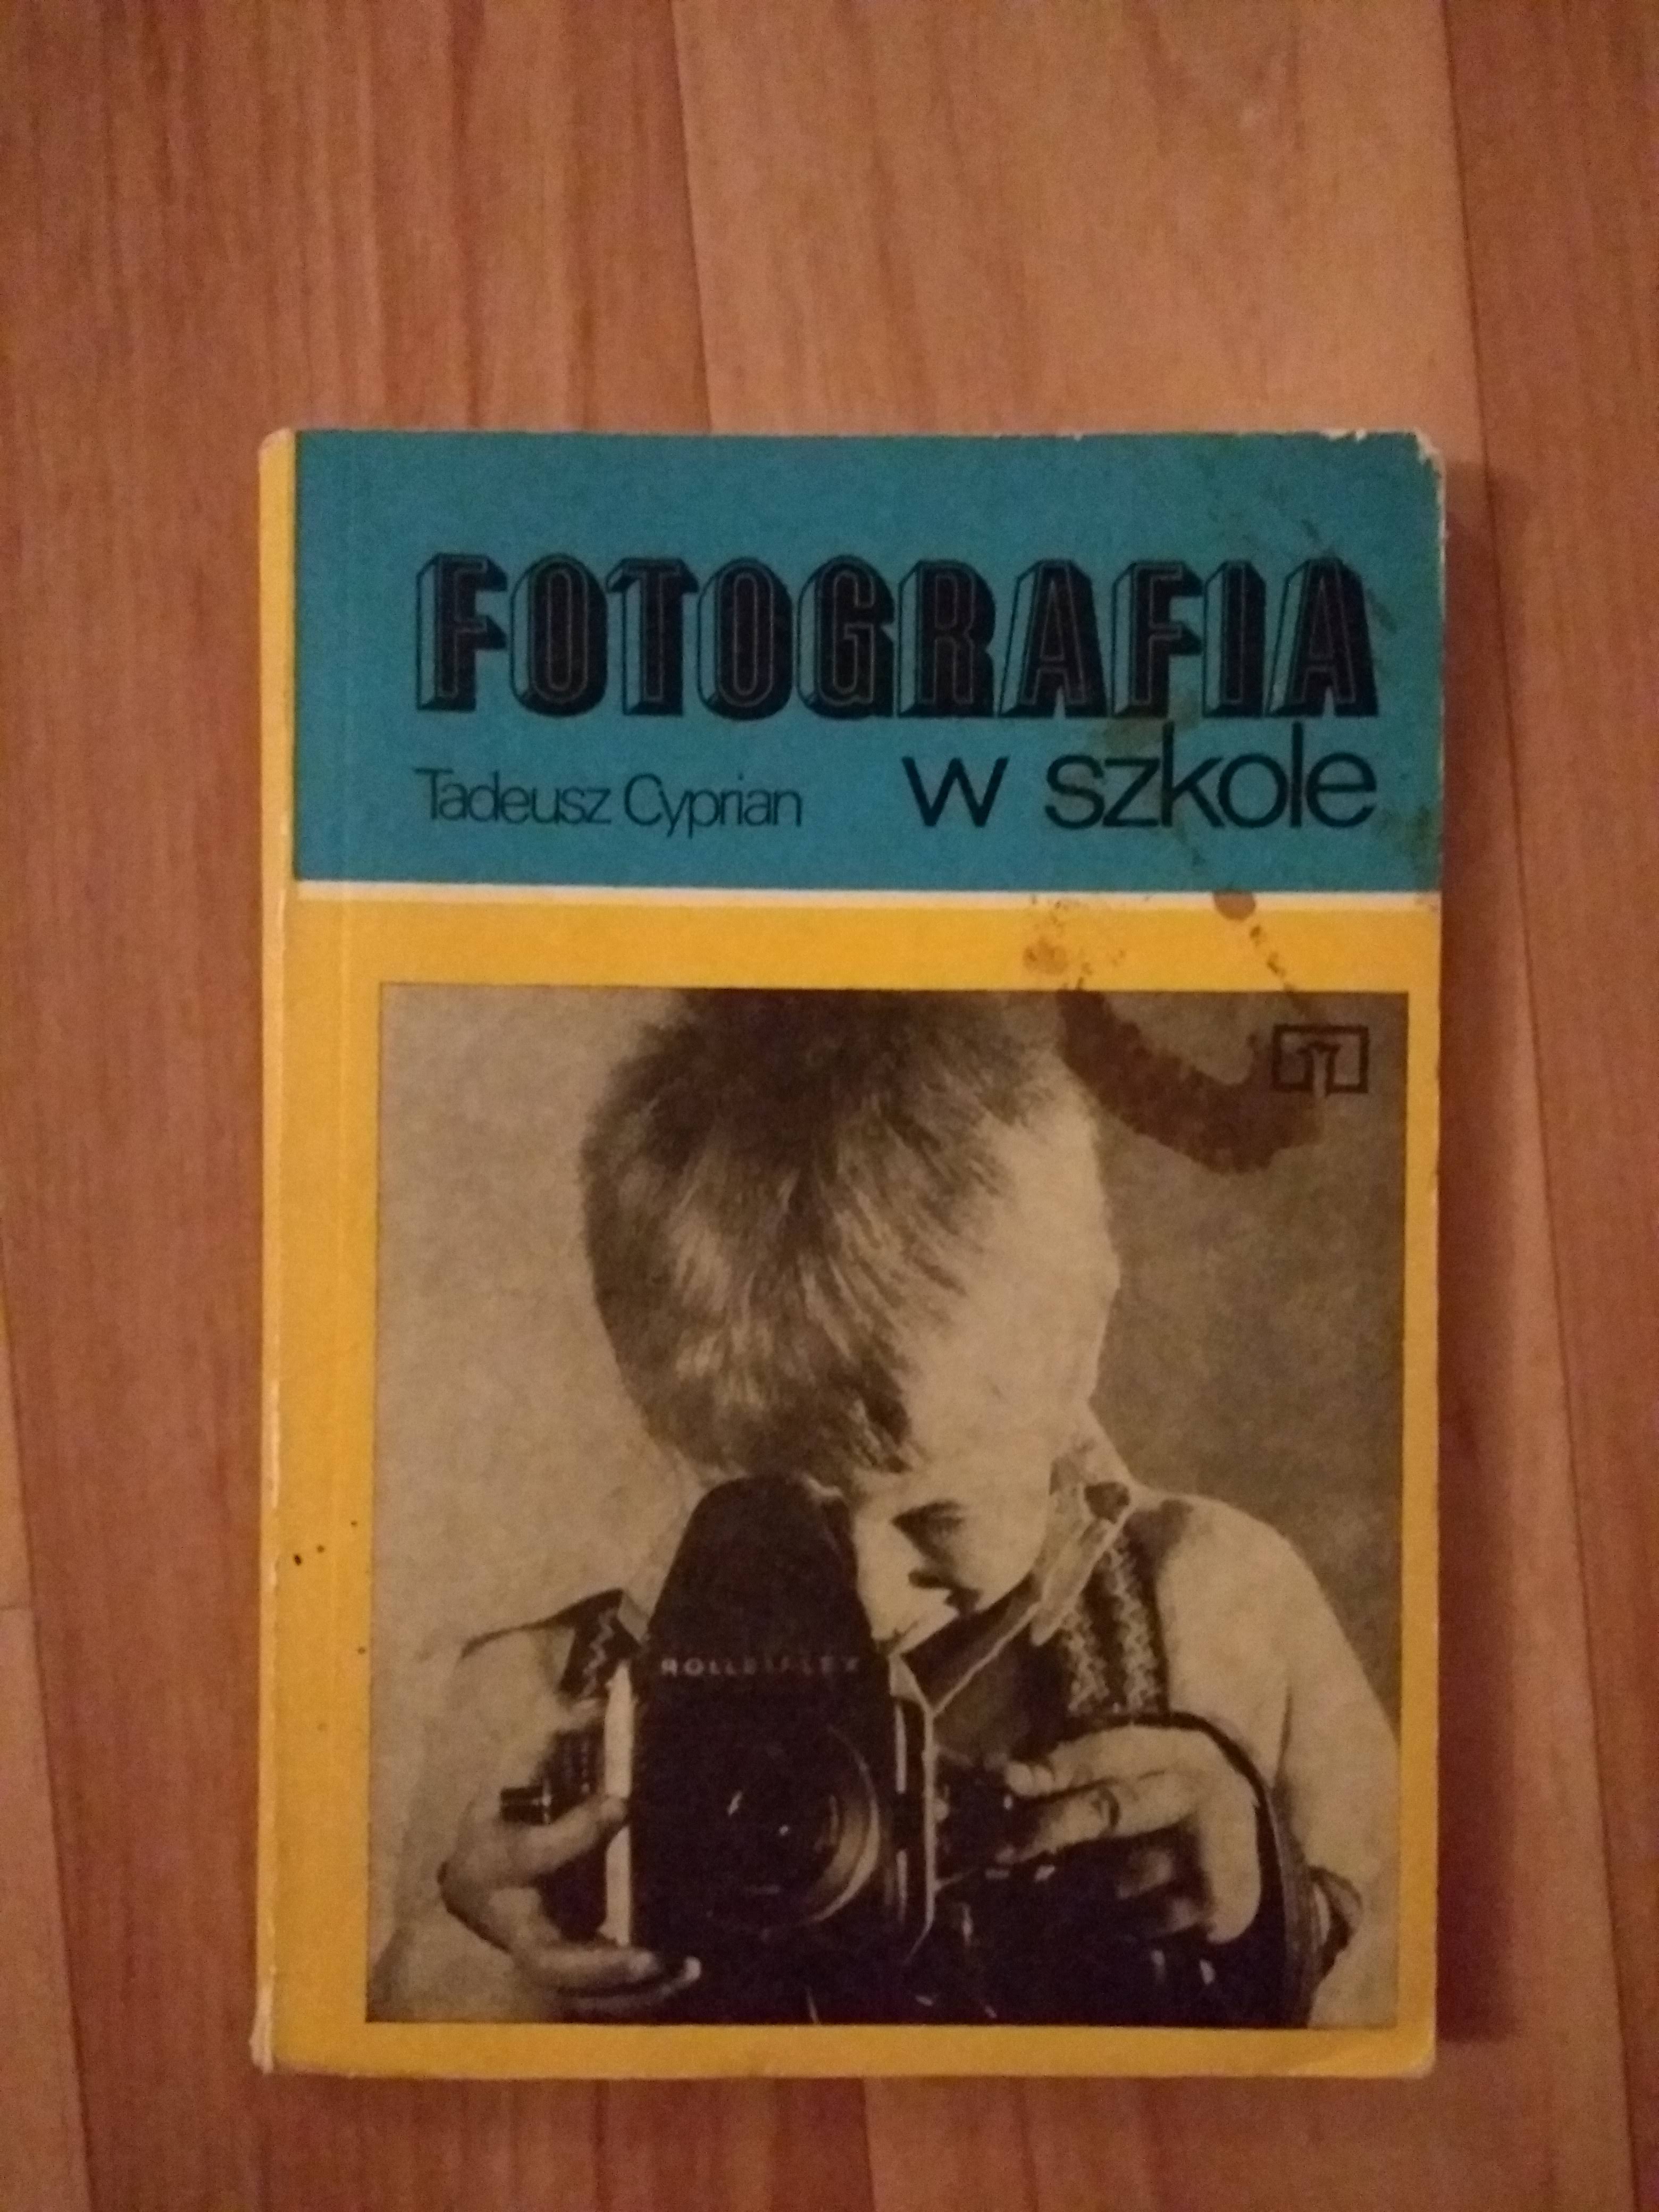 FOTOGRAFIA
w szkole
Tadeusz Cyprian
ROLLEIFLEX